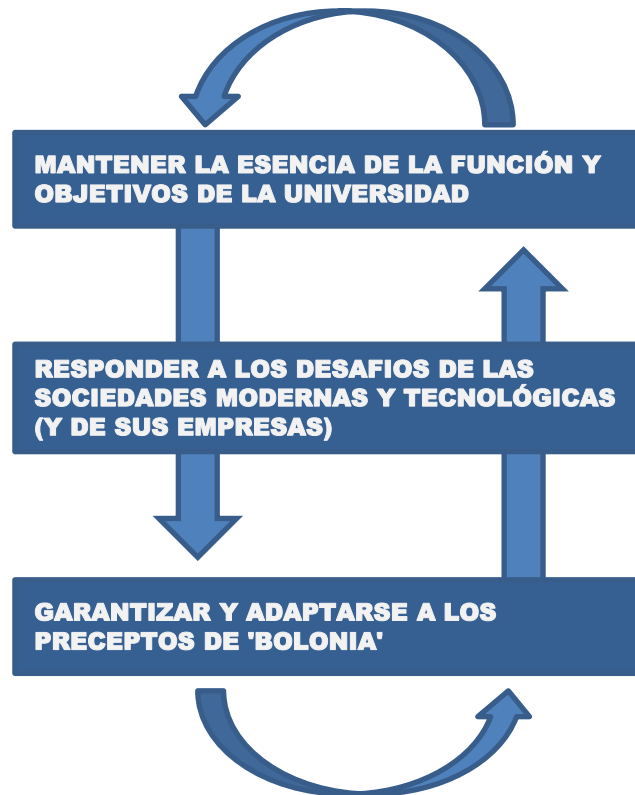 MANTENER LA ESENCIA DE LA FUNCIÓN Y
OBJETIVOS DE LA UNIVERSIDAD
RESPONDER A LOS DESAFIOS DE LAS
SOCIEDADES MODERNAS Y TECNOLÓGICAS
(Y DE SUS EMPRESAS)
GARANTIZAR Y ADAPTARSE A LOS
PRECEPTOS DE 'BOLONIA'